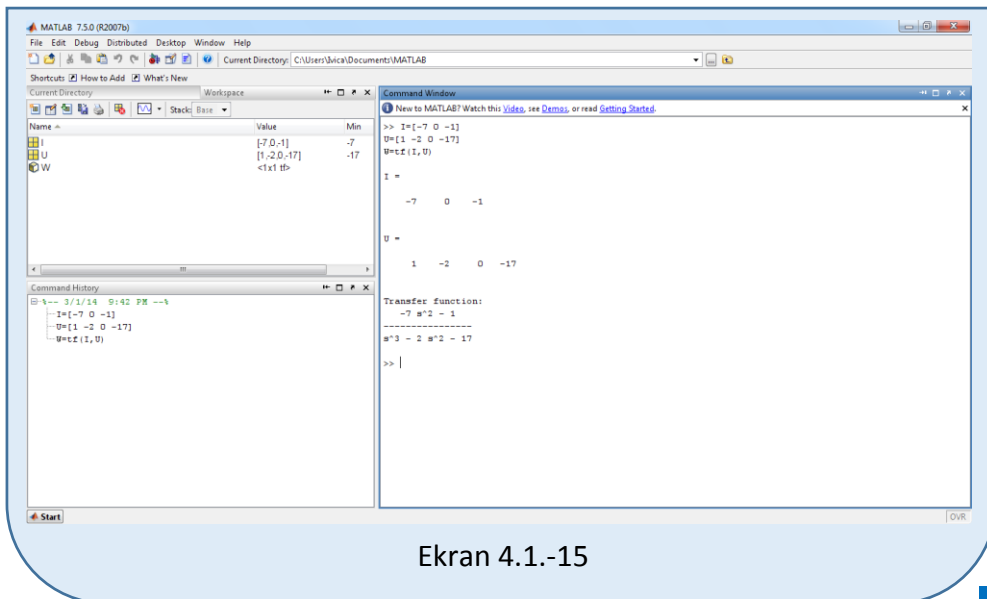 MATLAB 7.5.0 (R2007b)
File Edit Debug Distributed Desktop Window Help
Current Directory: C:\Users\Ivica\Documents\MATLAB
Shortcuts How to Add What's New
Current Directory Workspace
Stack: Base
Name Value Min
I [-7,0,-1] -7
U [1,-2,0,-17] -17
W <1x1 tf>
Command History
%-- 3/1/14 9:42 PM --%
I=[-7 0 -1]
U=[1 -2 0 -17]
W=tf(I,U)
Start
Command Window
New to MATLAB? Watch this Video, see Demos, or read Getting Started.
>> I=[-7 0 -1]
U=[1 -2 0 -17]
W=tf(I,U)
I =
-7 0 -1
U =
1 -2 0 -17
Transfer function:
-7 s^2 - 1
----------------
s^3 - 2 s^2 - 17
>>
OVR
Ekran 4.1.-15